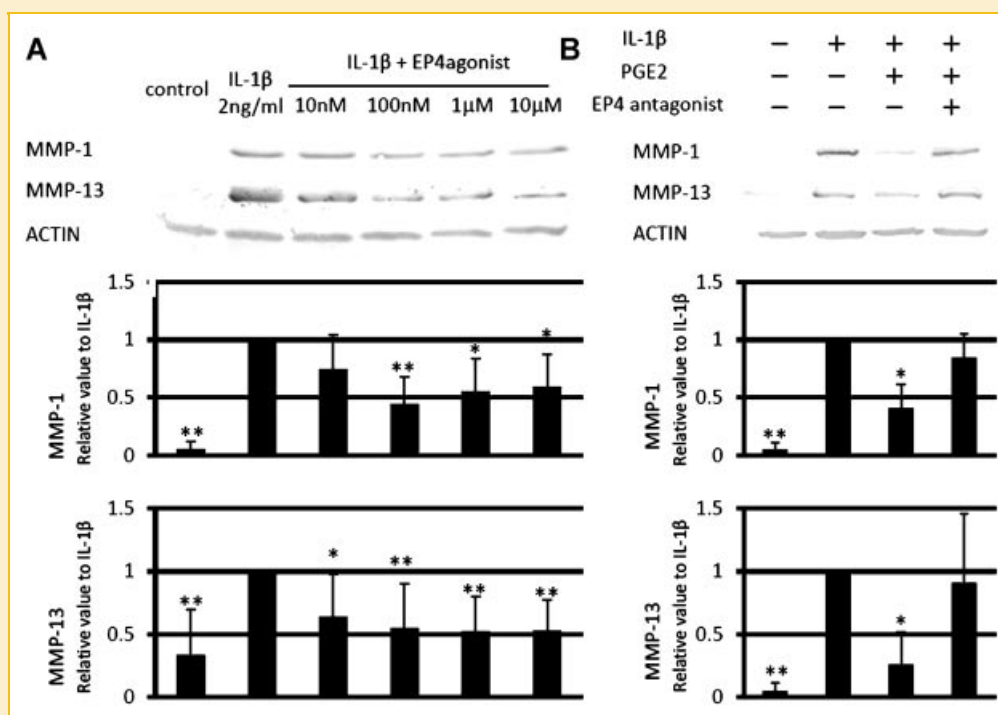 A
control
IL-1β
2ng/ml
IL-1β + EP4agonist
10nM 100nM 1μM 10μM
MMP-1
MMP-13
ACTIN
1.5
1
0.5
0
MMP-1
Relative value to IL-1β
** ** * *
1.5
1
0.5
0
MMP-13
Relative value to IL-1β
** * ** ** **
B
IL-1β − + + +
PGE2 − − + +
EP4 antagonist − − − +
MMP-1
MMP-13
ACTIN
1.5
1
0.5
0
MMP-1
Relative value to IL-1β
** *
1.5
1
0.5
0
MMP-13
Relative value to IL-1β
** *